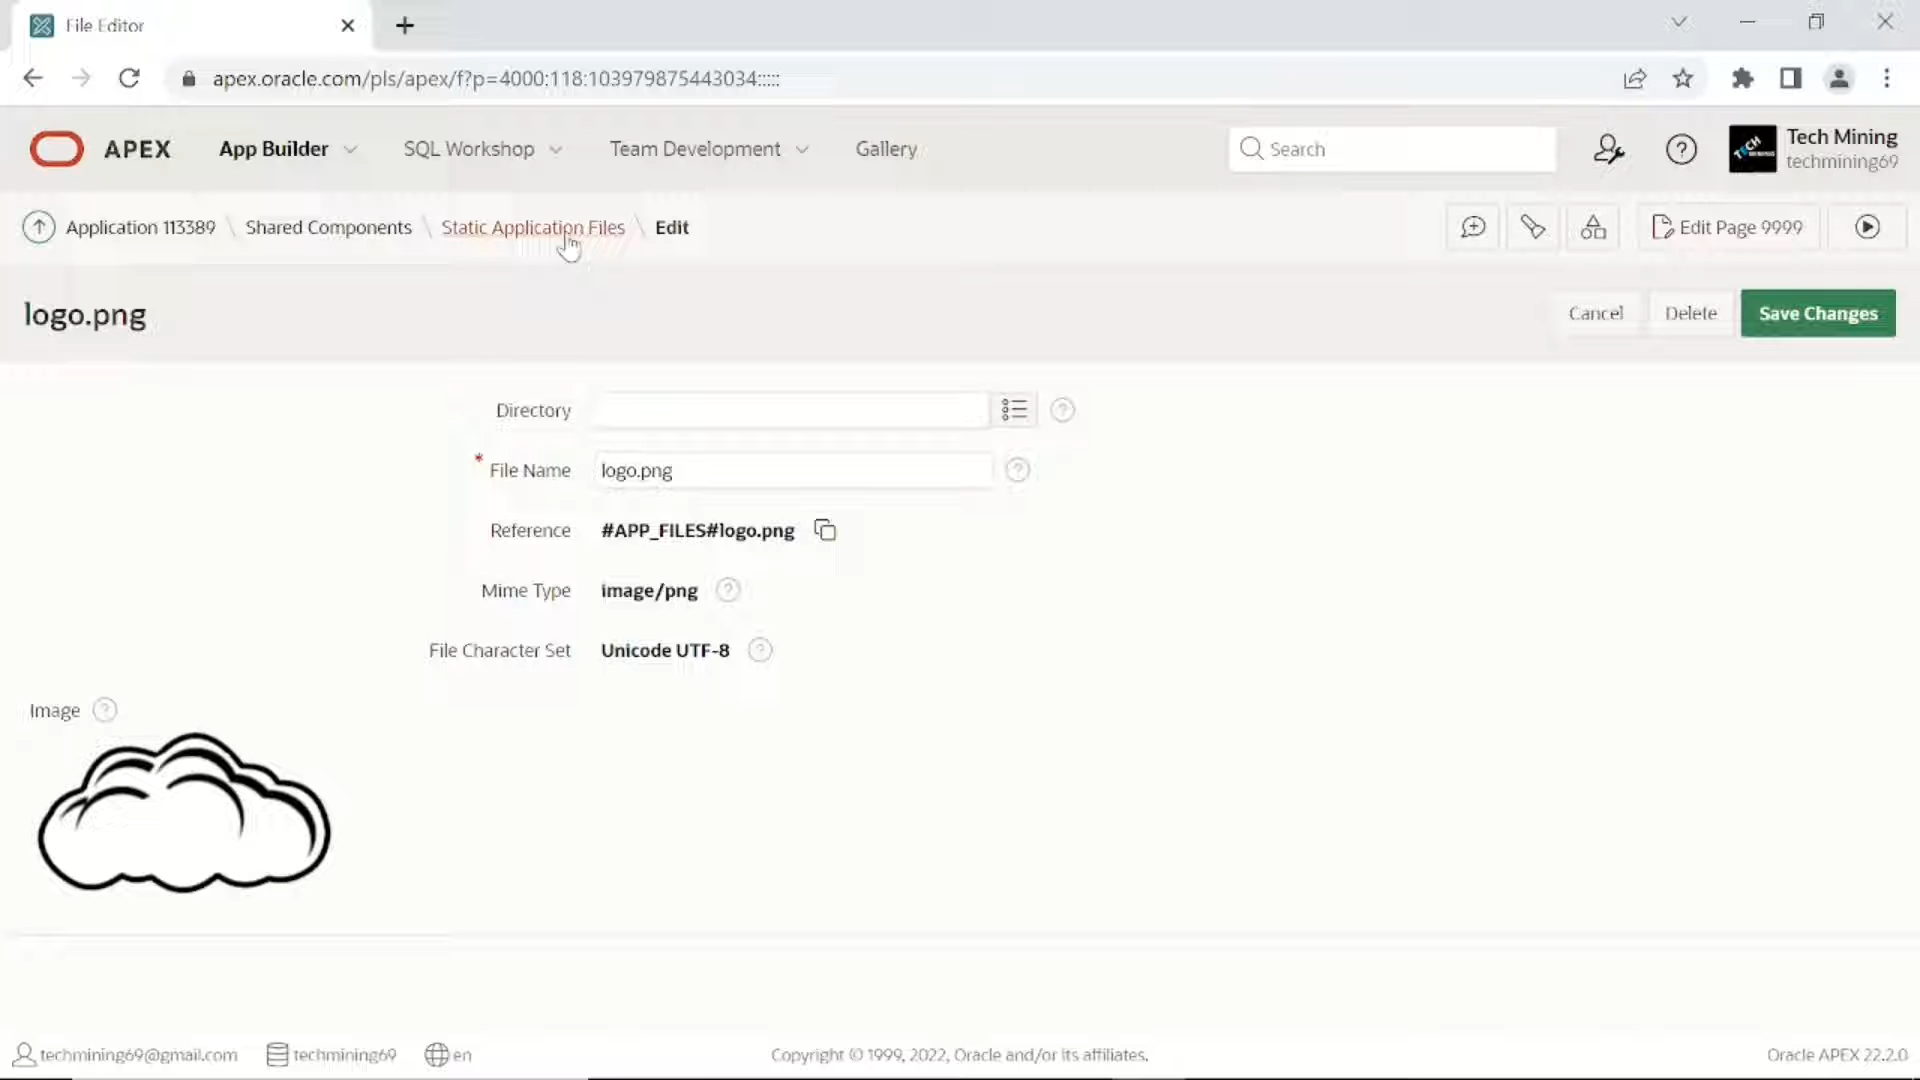 File Editor
apex.oracle.com/pls/apex/f?p=4000:118:103979875443034:::::
APEX App Builder SQL Workshop Team Development Gallery Search Tech Mining
techmining69
Application 113389 \ Shared Components \ Static Application Files \ Edit Edit Page 9999
logo.png Cancel Delete Save Changes
Directory
* File Name logo.png
Reference #APP_FILES#logo.png
Mime Type image/png
File Character Set Unicode UTF-8
Image
techmining69@gmail.com techmining69 en Copyright © 1999, 2022, Oracle and/or its affiliates. Oracle APEX 22.2.0